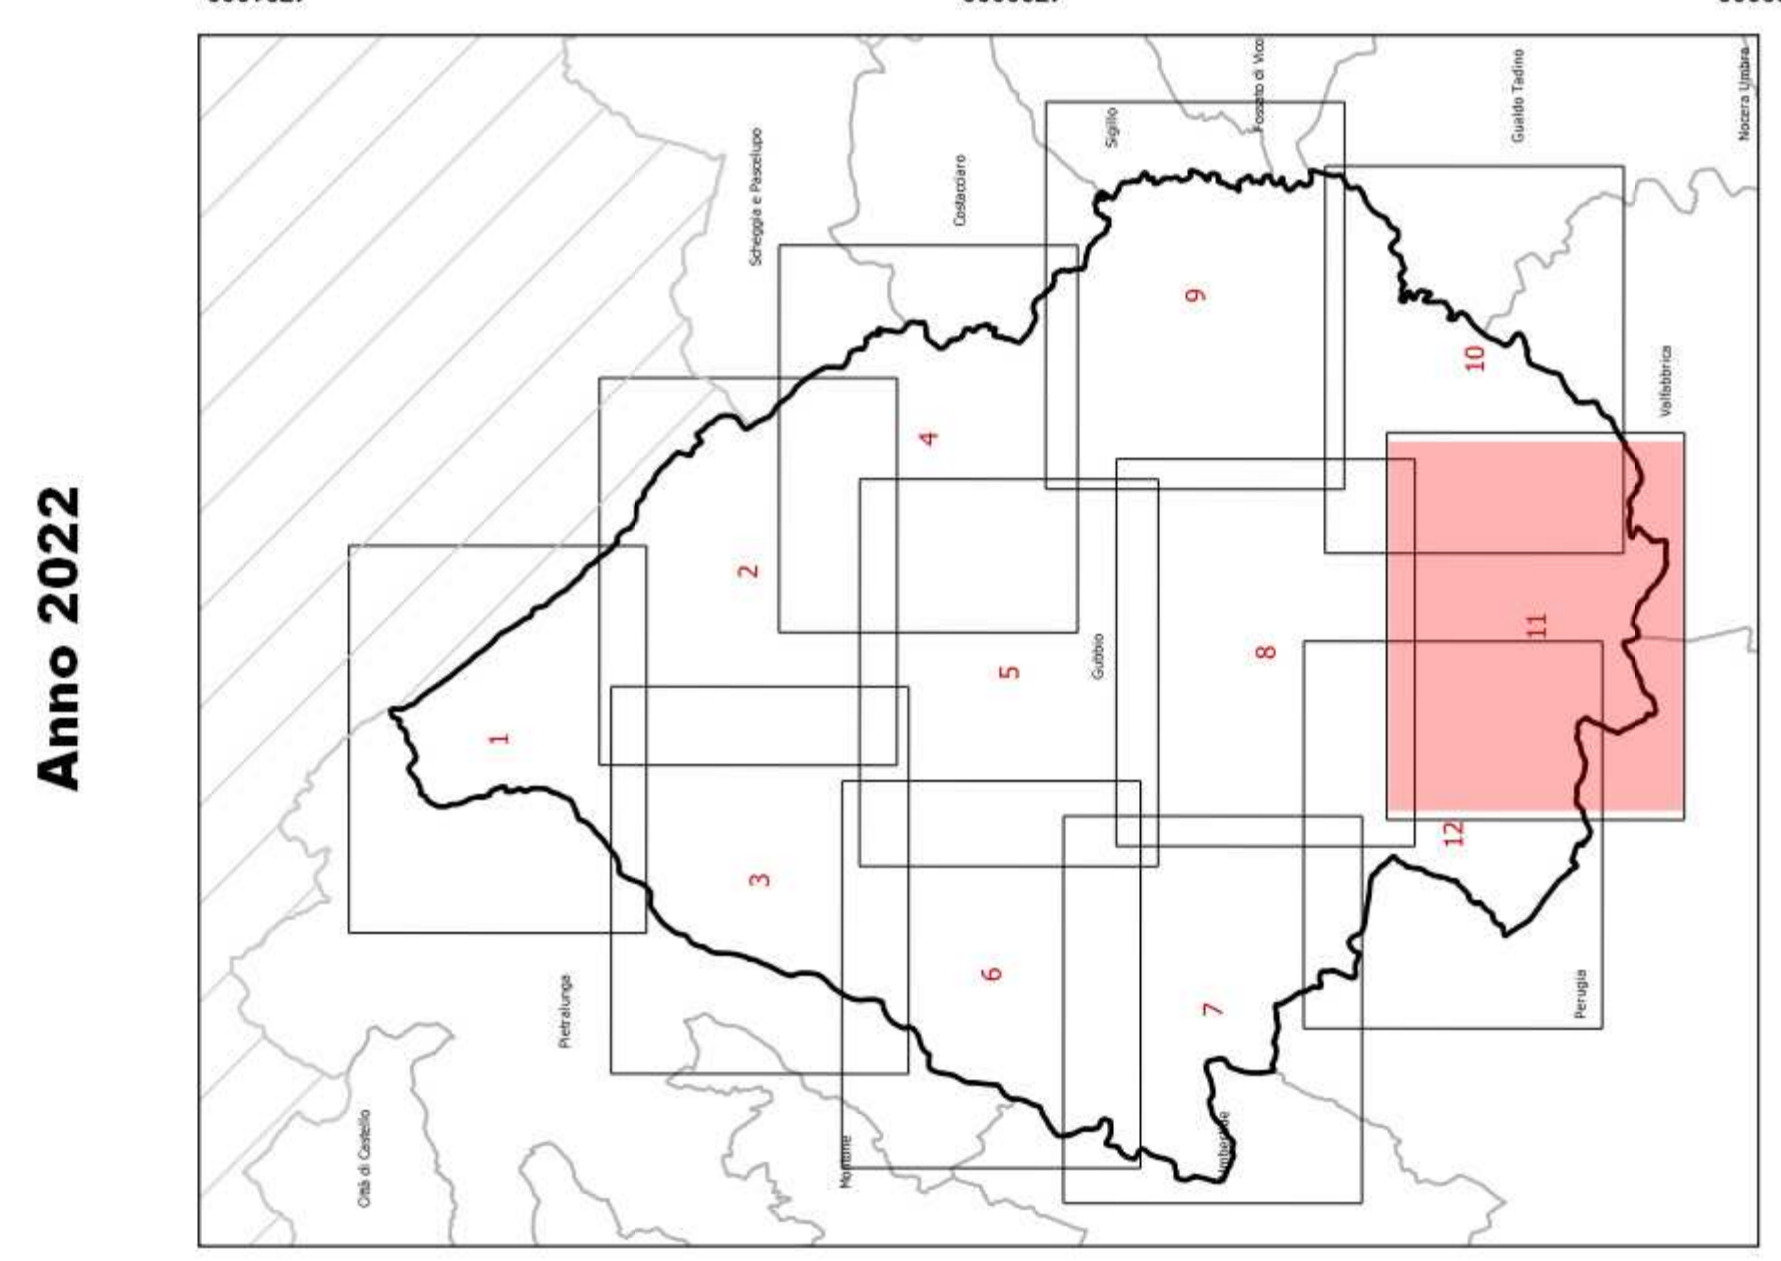 Anno 2022
Nocera Umbra
Gualdo Tadino
Fossato di Vico
Sigillo
Scheggia e Pascelupo
Costacciaro
9
10
Valfabbrica
4
2
Gubbio
11
8
5
1
12
3
6
7
Perugia
Pietralunga
Città di Castello
Montone
Umbertide